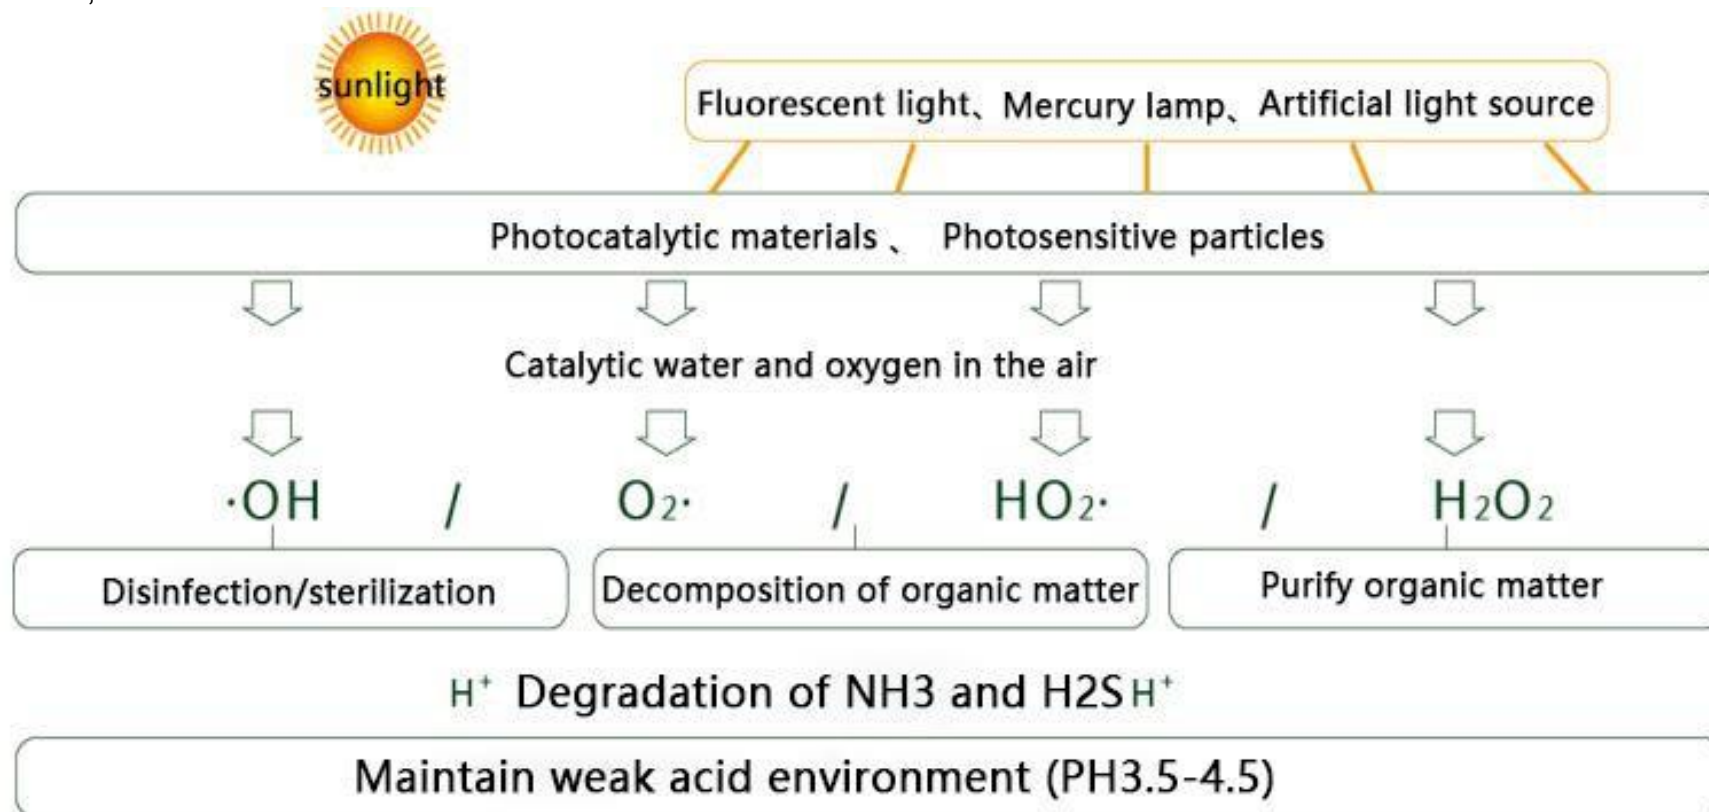 sunlight
Fluorescent light、Mercury lamp、Artificial light source
Photocatalytic materials 、 Photosensitive particles
Catalytic water and oxygen in the air
·OH / O₂· / HO₂· / H₂O₂
Disinfection/sterilization
Decomposition of organic matter
Purify organic matter
H⁺ Degradation of NH3 and H2S H⁺
Maintain weak acid environment (PH3.5-4.5)